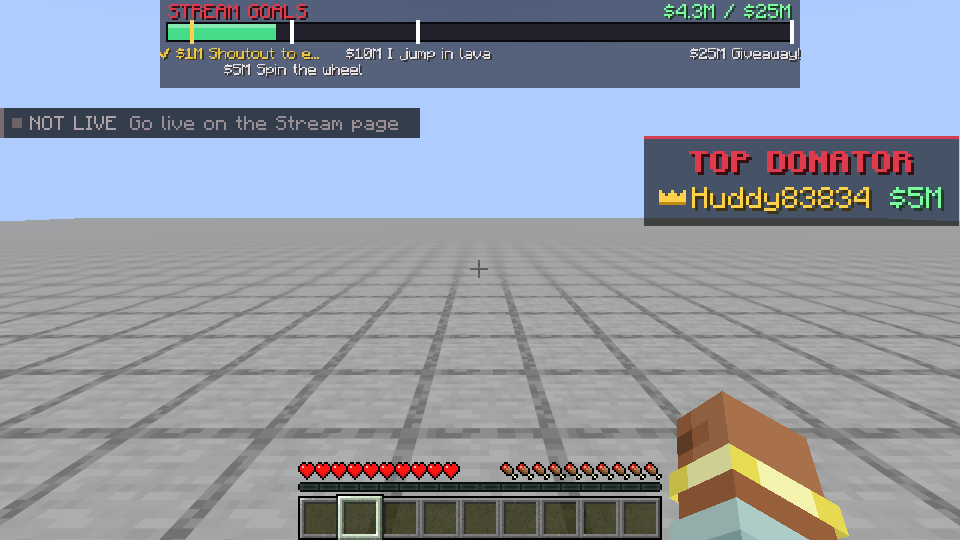 STREAM GOALS $4.3M / $25M
✔ $1M Shoutout to e... $10M I jump in lava $25M Giveaway!
$5M Spin the wheel
NOT LIVE Go live on the Stream page
TOP DONATOR
Huddy83834 $5M